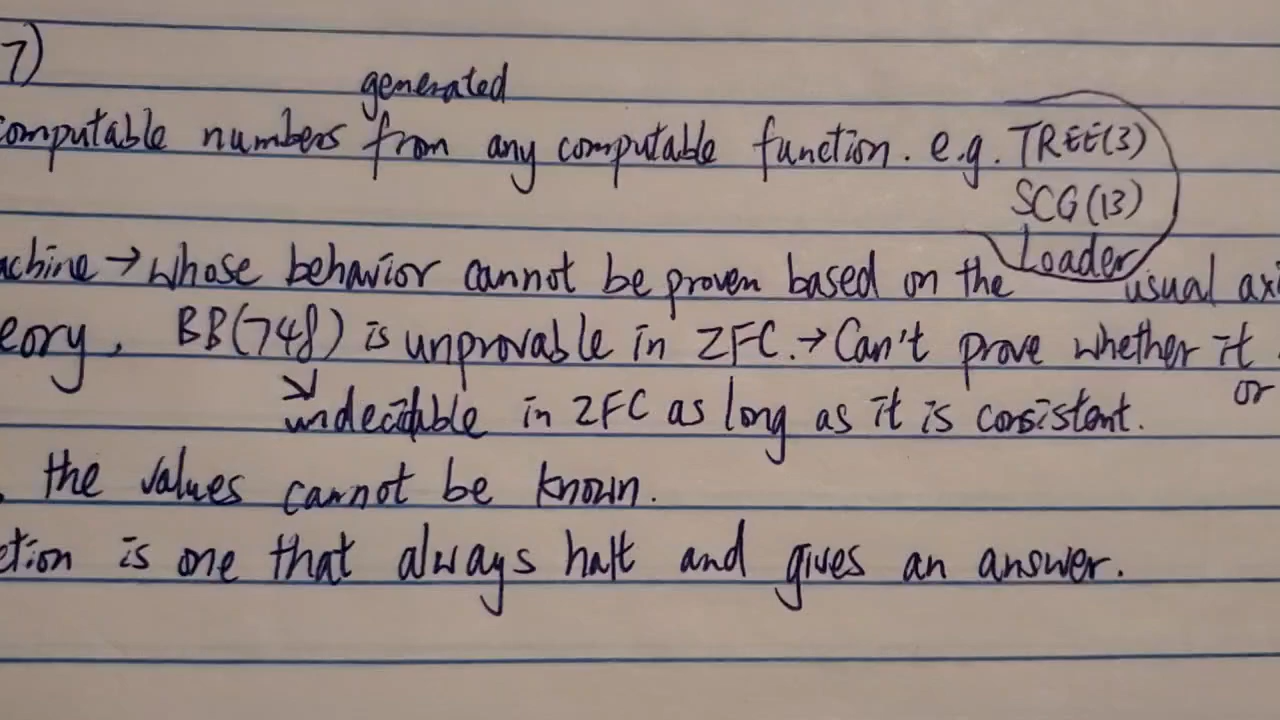 7)
generated
computable numbers from any computable function. e.g. TREE(3)
SCG(13)
Loader
achine → whose behavior cannot be proven based on the usual axi
eory, BB(748) is unprovable in ZFC. → Can't prove whether it
or
undecidable in ZFC as long as it is consistent.
. the values cannot be known.
ction is one that always halt and gives an answer.